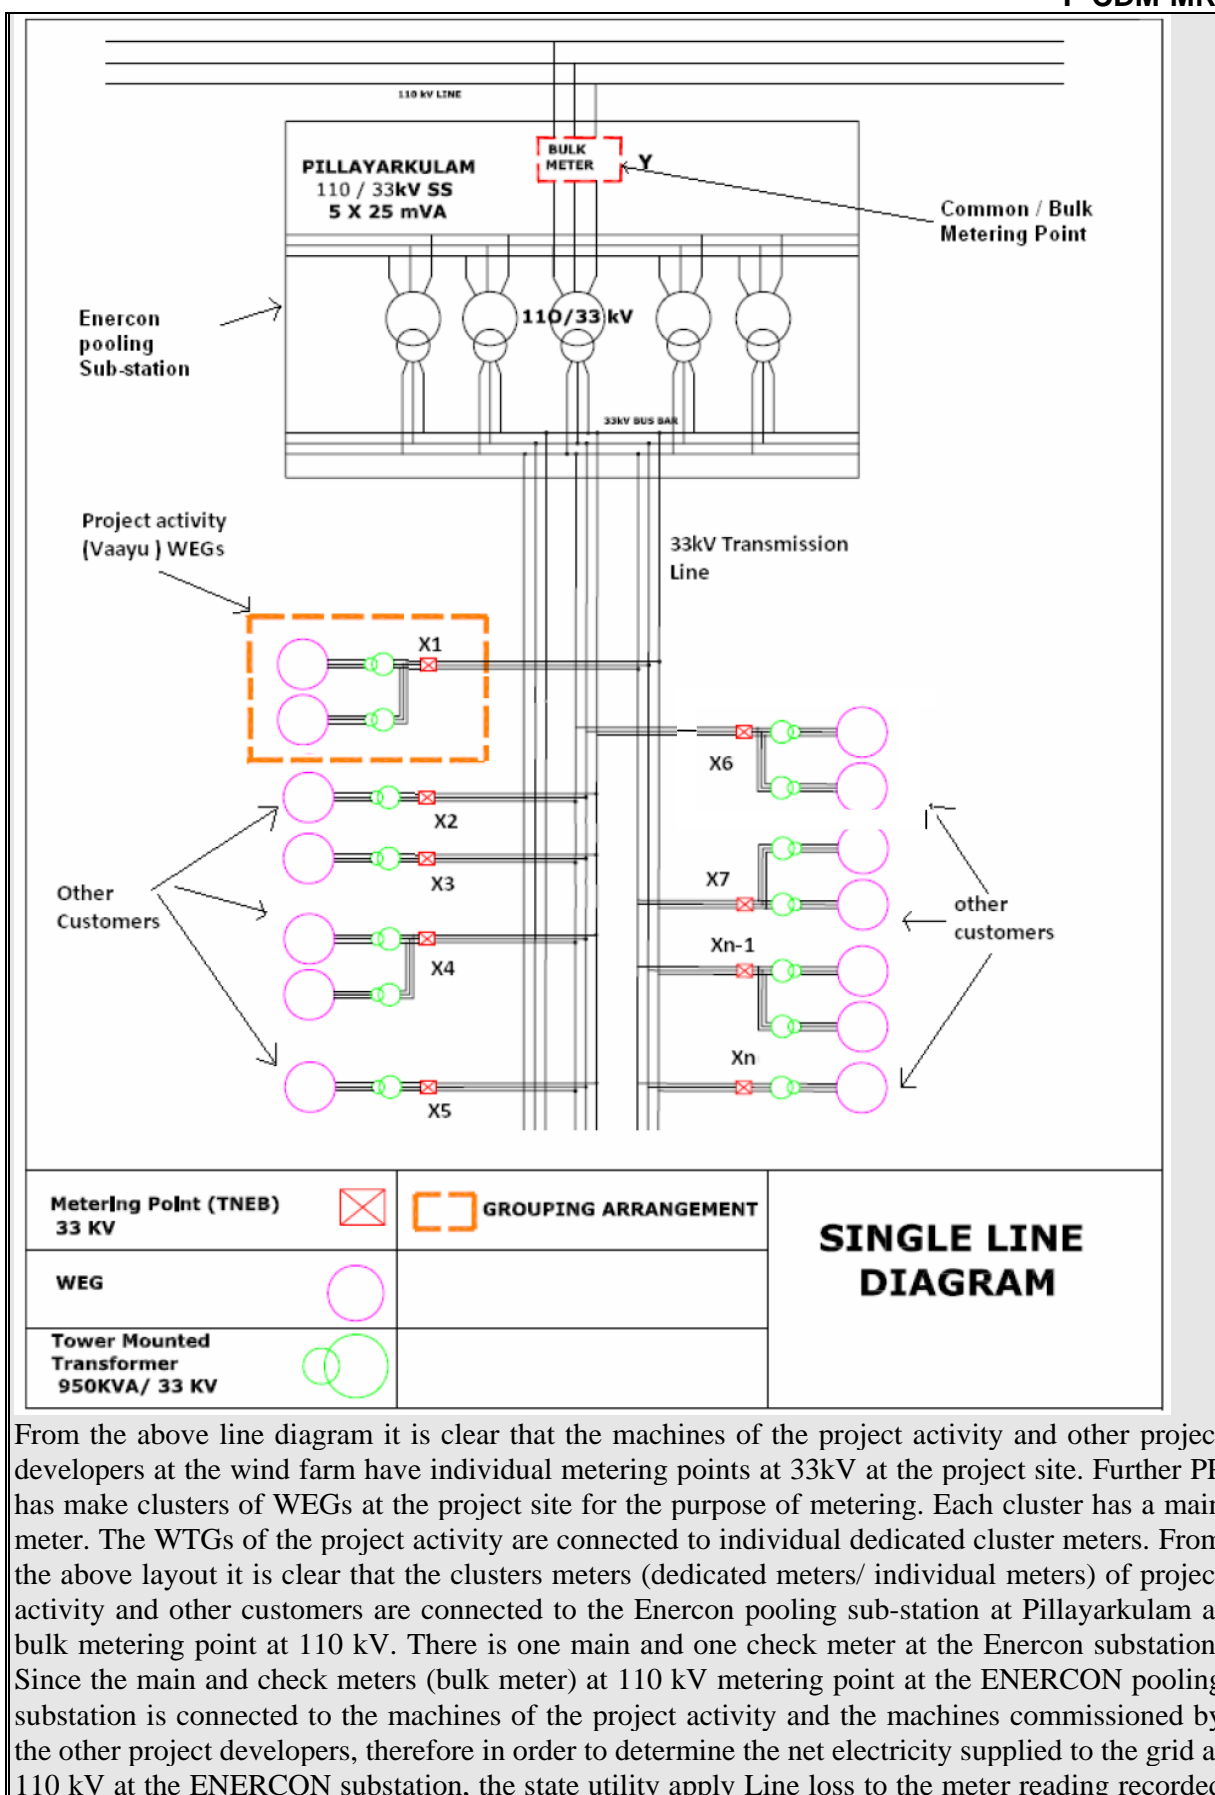 110 kV LINE
BULK
METER
Y
PILLAYARKULAM
110 / 33kV SS
5 X 25 mVA
Common / Bulk
Metering Point
Enercon
pooling
Sub-station
110/33 kV
33kV BUS BAR
Project activity
(Vaayu ) WEGs
33kV Transmission
Line
X1
X6
X2
X3
X7
Other
Customers
other
customers
X4
Xn-1
Xn
X5
Metering Point (TNEB)
33 KV
GROUPING ARRANGEMENT
SINGLE LINE
DIAGRAM
WEG
Tower Mounted
Transformer
950KVA/ 33 KV
From the above line diagram it is clear that the machines of the project activity and other projec
developers at the wind farm have individual metering points at 33kV at the project site. Further
has make clusters of WEGs at the project site for the purpose of metering. Each cluster has a main
meter. The WTGs of the project activity are connected to individual dedicated cluster meters. From
the above layout it is clear that the clusters meters (dedicated meters/ individual meters) of projec
activity and other customers are connected to the Enercon pooling sub-station at Pillayarkulam a
bulk metering point at 110 kV. There is one main and one check meter at the Enercon substation
Since the main and check meters (bulk meter) at 110 kV metering point at the ENERCON pooling
substation is connected to the machines of the project activity and the machines commissioned by
the other project developers, therefore in order to determine the net electricity supplied to the grid a
110 kV at the ENERCON substation, the state utility apply Line loss to the meter reading recorded